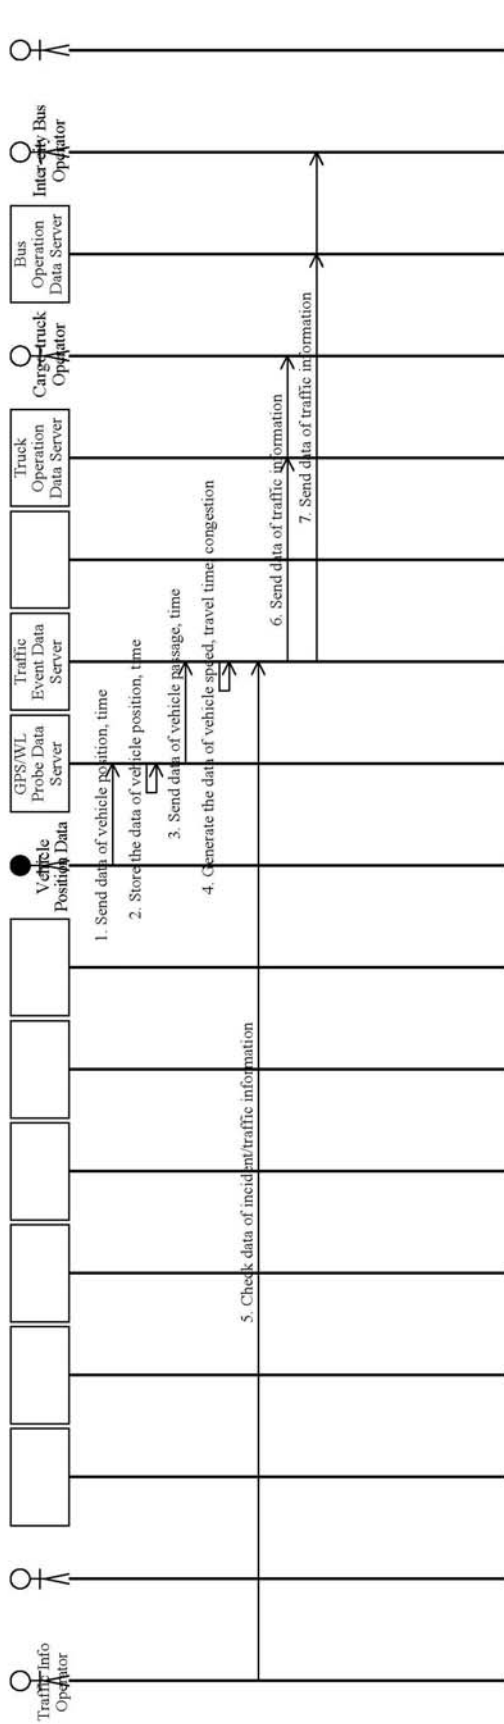 Traffic Info
Operator
Vehicle
Position Data
GPS/WL
Probe Data
Server
Traffic
Event Data
Server
Truck
Operation
Data Server
Cargo-truck
Operator
Bus
Operation
Data Server
Inter-city Bus
Operator
1. Send data of vehicle position, time
2. Store the data of vehicle position, time
3. Send data of vehicle passage, time
4. Generate the data of vehicle speed, travel time, congestion
5. Check data of incident/traffic information
6. Send data of traffic information
7. Send data of traffic information